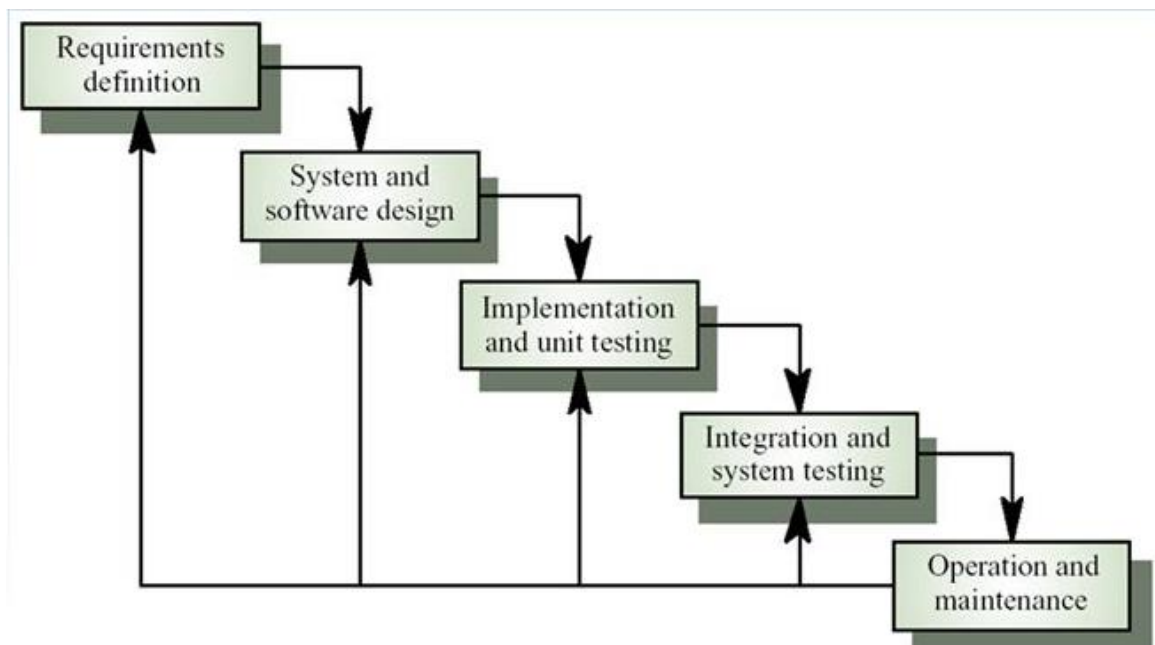 Requirements
definition
System and
software design
Implementation
and unit testing
Integration and
system testing
Operation and
maintenance